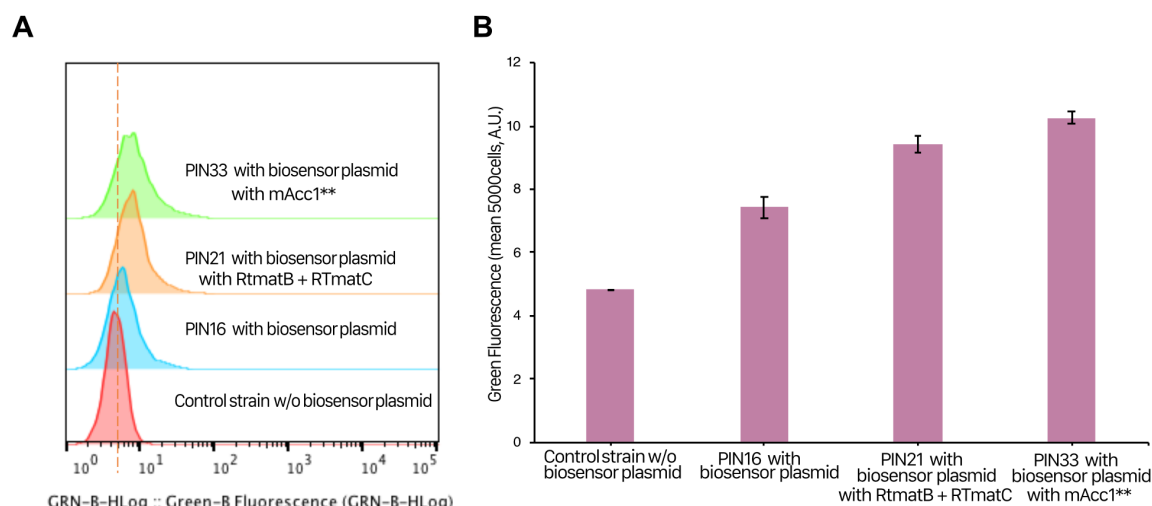 A
PIN33 with biosensor plasmid
with mAcc1**
PIN21 with biosensor plasmid
with RtmatB + RTmatC
PIN16 with biosensor plasmid
Control strain w/o biosensor plasmid
10^0 10^1 10^2 10^3 10^4 10^5
GRN-B-HLog :: Green-B Fluorescence (GRN-B-HLog)
B
Green Fluorescence (mean 5000cells, A.U.)
12
10
8
6
4
2
0
Control strain w/o
biosensor plasmid
PIN16 with
biosensor plasmid
PIN21 with
biosensor plasmid
with RtmatB + RTmatC
PIN33 with
biosensor plasmid
with mAcc1**